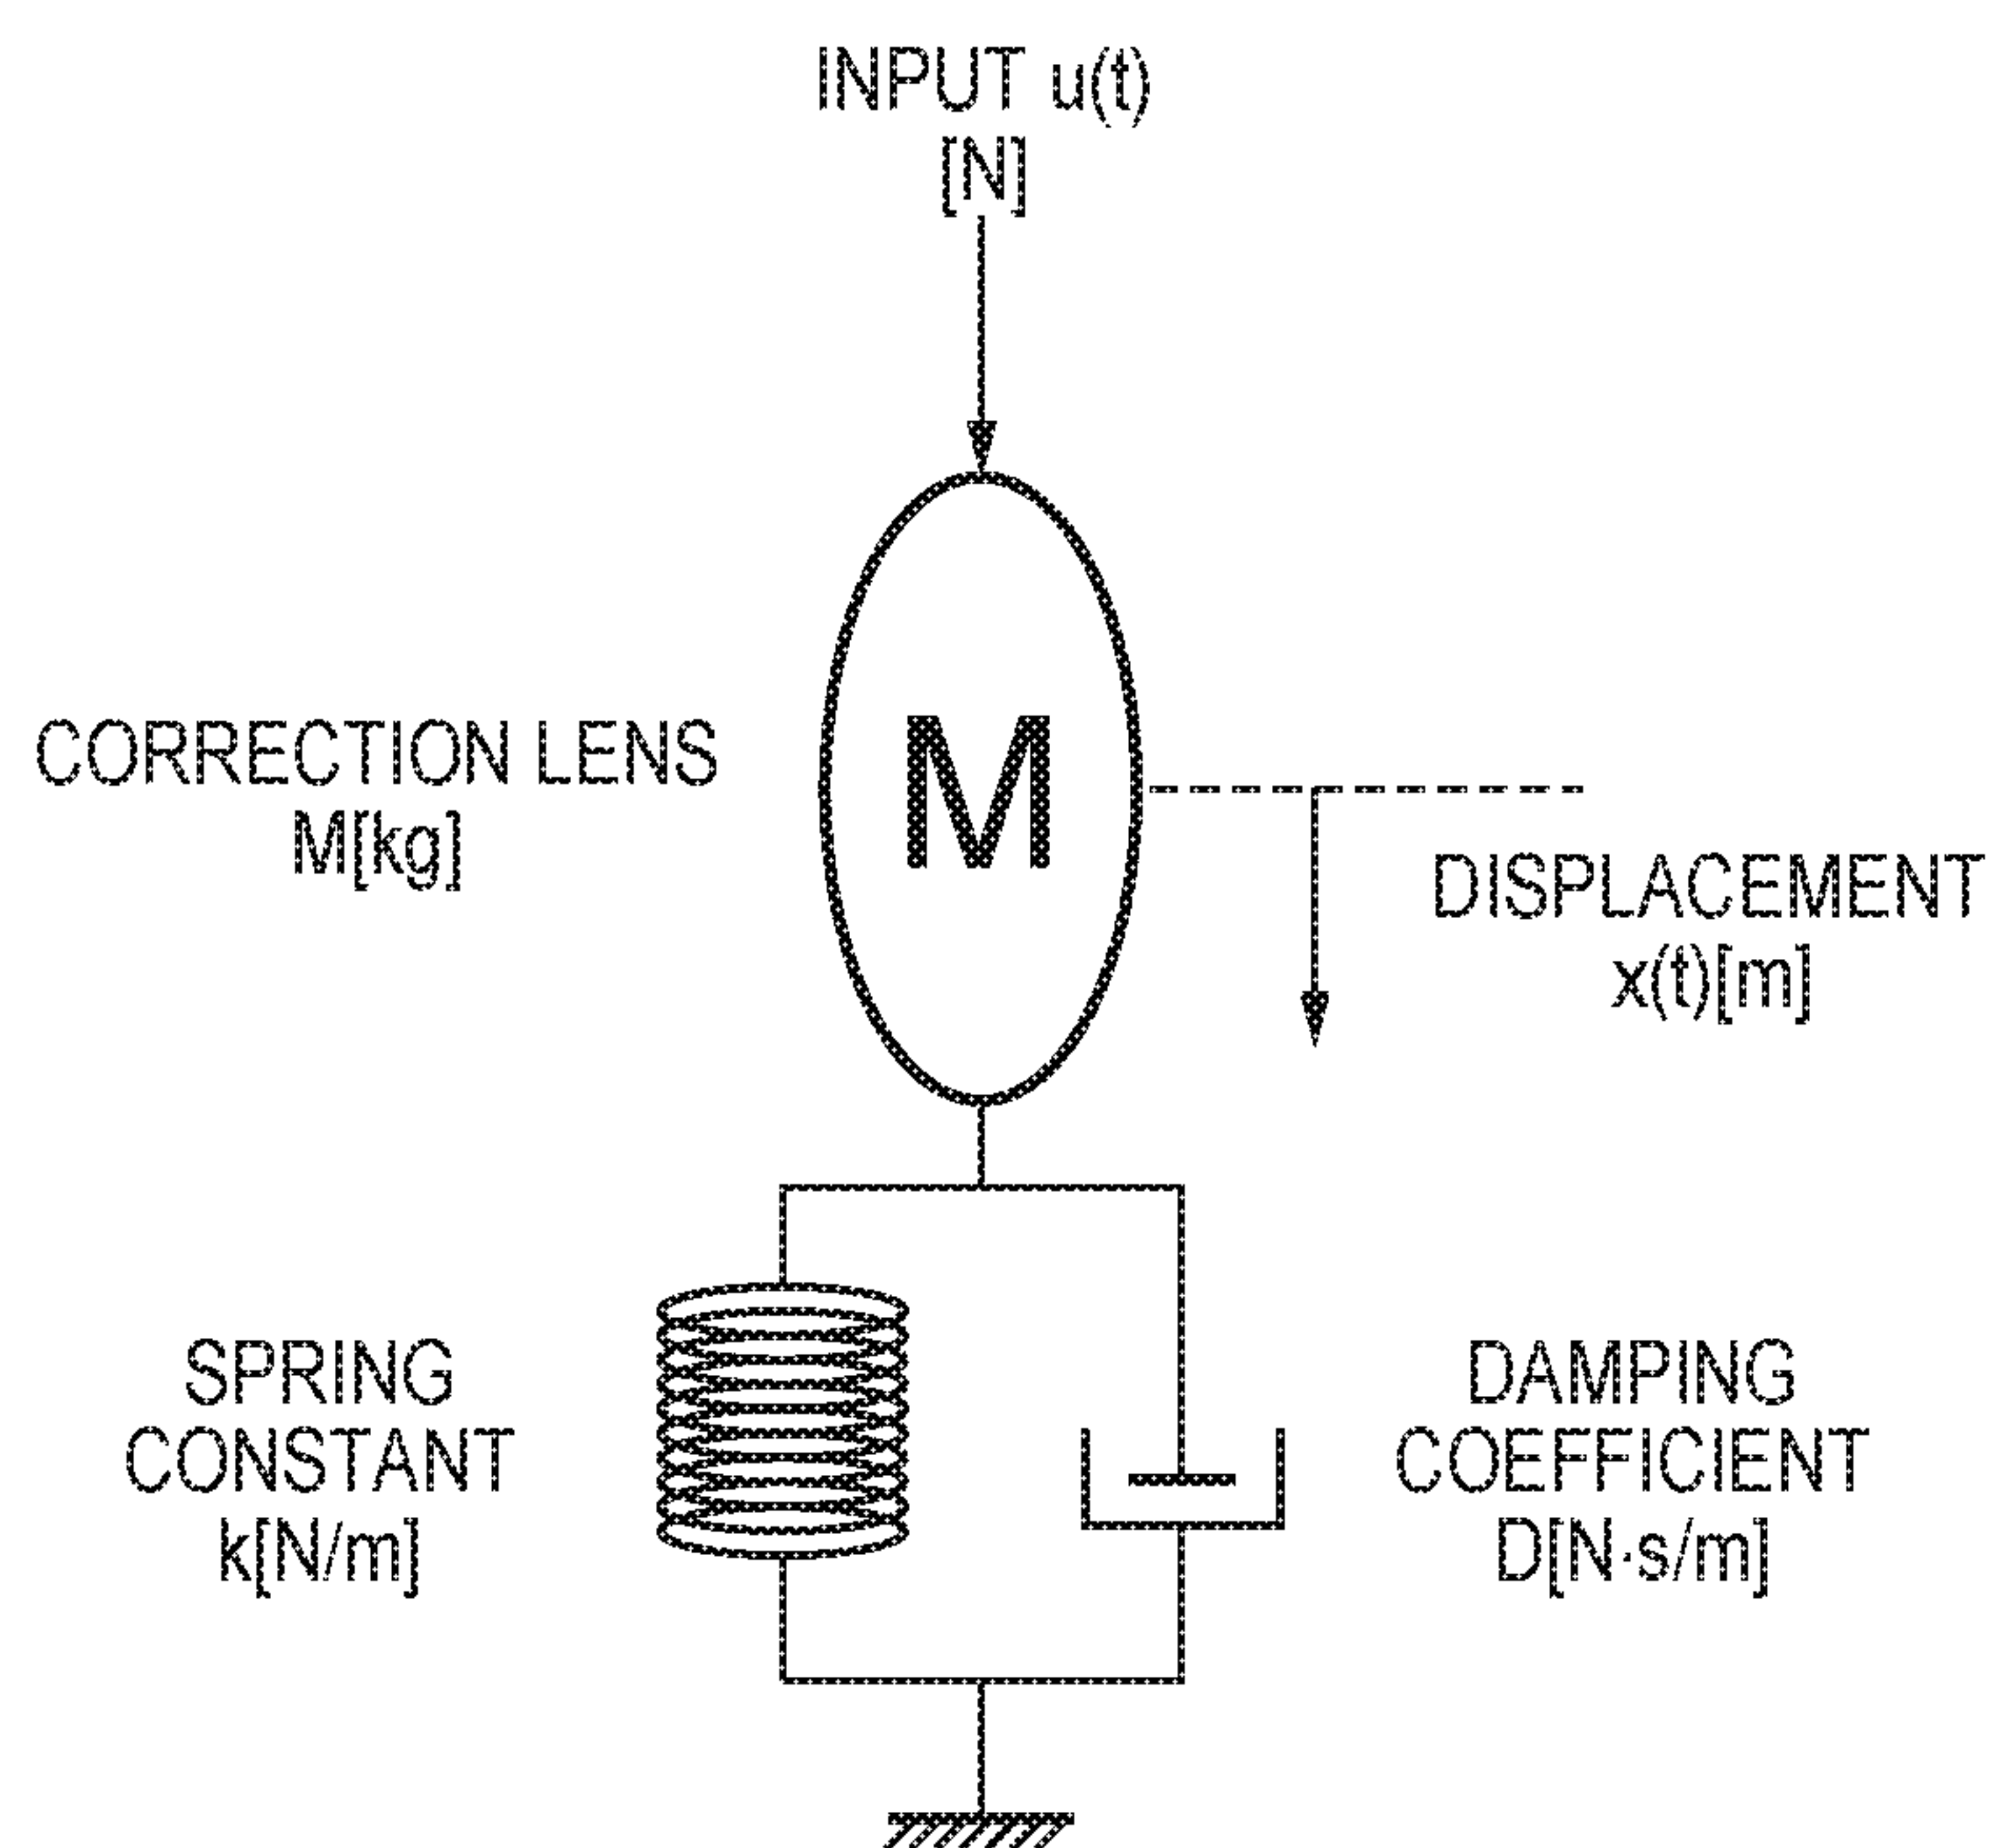 INPUT u(t)
[N]
CORRECTION LENS
M[kg]
M
DISPLACEMENT
x(t)[m]
SPRING
CONSTANT
k[N/m]
DAMPING
COEFFICIENT
D[N·s/m]